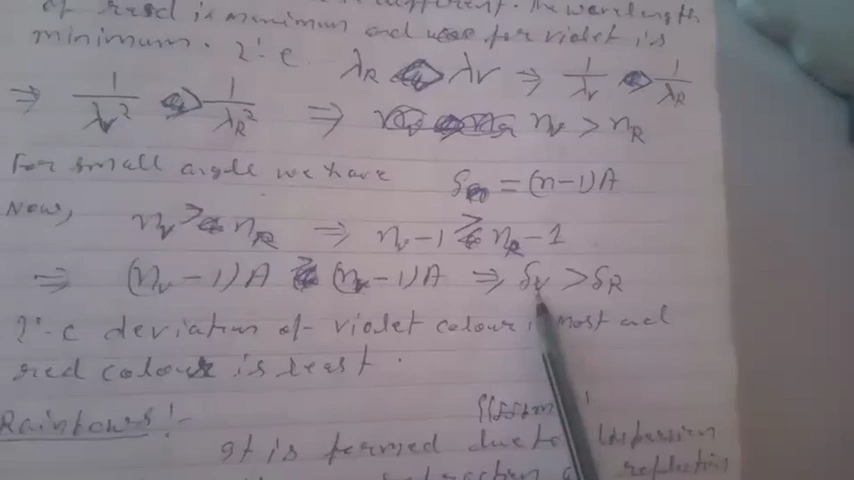 of red is maximum and for violet is
minimum. i.e. λR > λv ⇒ 1/λv > 1/λR
⇒ 1/λv² > 1/λR² ⇒ nv > nR
For small angle we have δ = (n-1)A
Now, nv > nR ⇒ nv-1 > nR-1
⇒ (nv-1)A > (nR-1)A ⇒ δv > δR
i.e deviation of violet colour is most and
red colour is least.
Rainbows:-
It is formed due to dispersion
refraction reflection